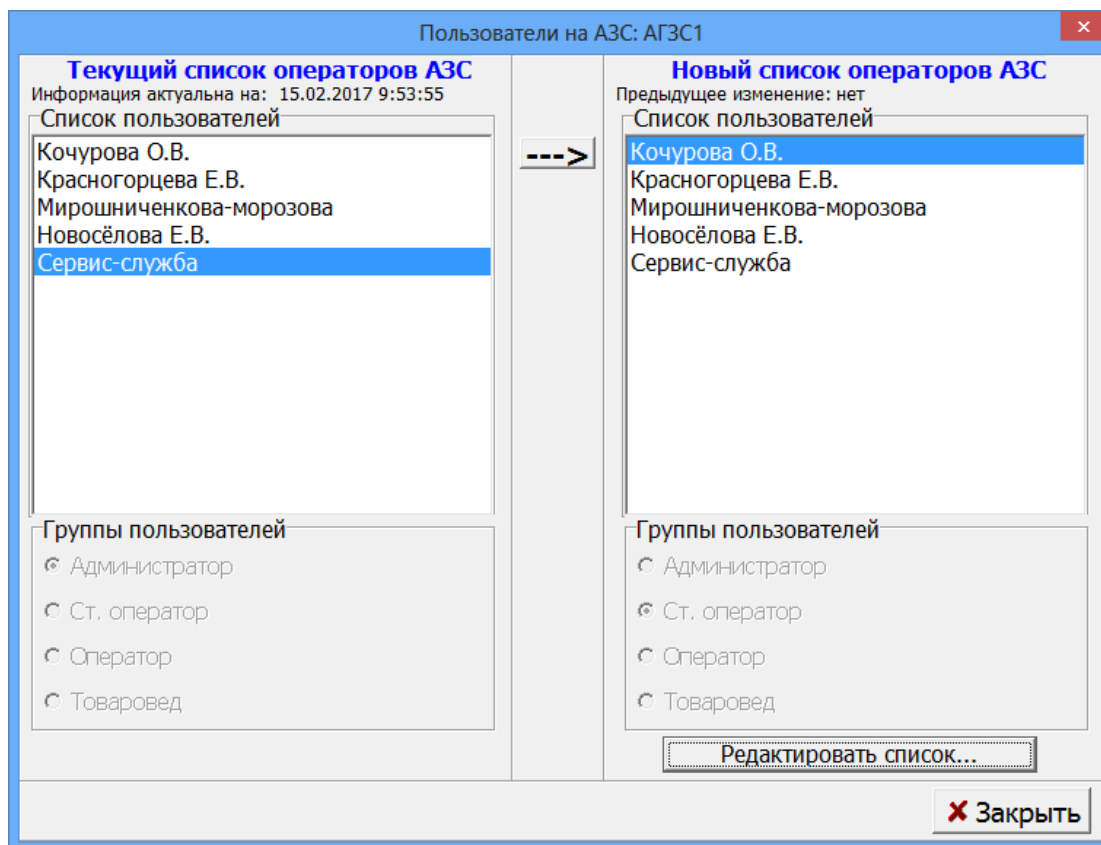 Пользователи на АЗС: АГЗС1
Текущий список операторов АЗС
Информация актуальна на: 15.02.2017 9:53:55
Список пользователей
Кочурова О.В.
Красногорцева Е.В.
Мирошниченкова-морозова
Новосёлова Е.В.
Сервис-служба
Группы пользователей
Администратор
Ст. оператор
Оператор
Товаровед
--->
Новый список операторов АЗС
Предыдущее изменение: нет
Список пользователей
Кочурова О.В.
Красногорцева Е.В.
Мирошниченкова-морозова
Новосёлова Е.В.
Сервис-служба
Группы пользователей
Администратор
Ст. оператор
Оператор
Товаровед
Редактировать список...
Закрыть